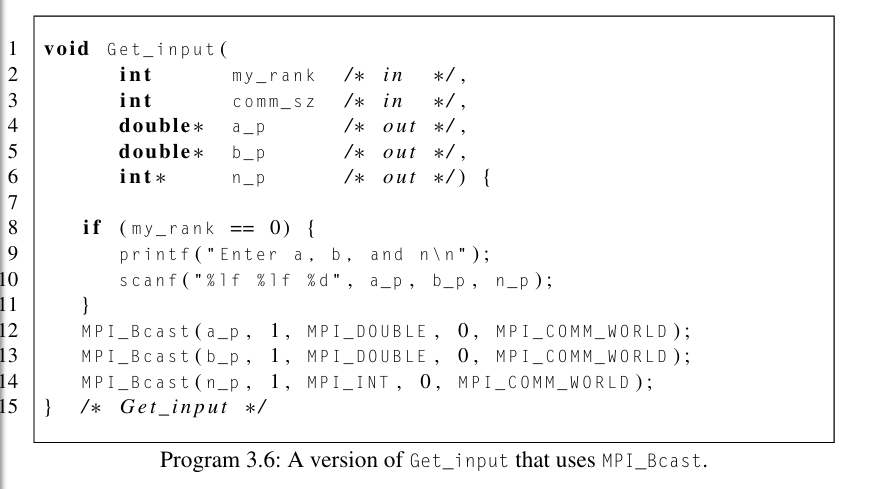 1 void Get_input(
2 int my_rank /* in */,
3 int comm_sz /* in */,
4 double* a_p /* out */,
5 double* b_p /* out */,
6 int* n_p /* out */) {
7
8 if (my_rank == 0) {
9 printf("Enter a, b, and n\n");
10 scanf("%lf %lf %d", a_p, b_p, n_p);
11 }
12 MPI_Bcast(a_p, 1, MPI_DOUBLE, 0, MPI_COMM_WORLD);
13 MPI_Bcast(b_p, 1, MPI_DOUBLE, 0, MPI_COMM_WORLD);
14 MPI_Bcast(n_p, 1, MPI_INT, 0, MPI_COMM_WORLD);
15 } /* Get_input */
Program 3.6: A version of Get_input that uses MPI_Bcast.